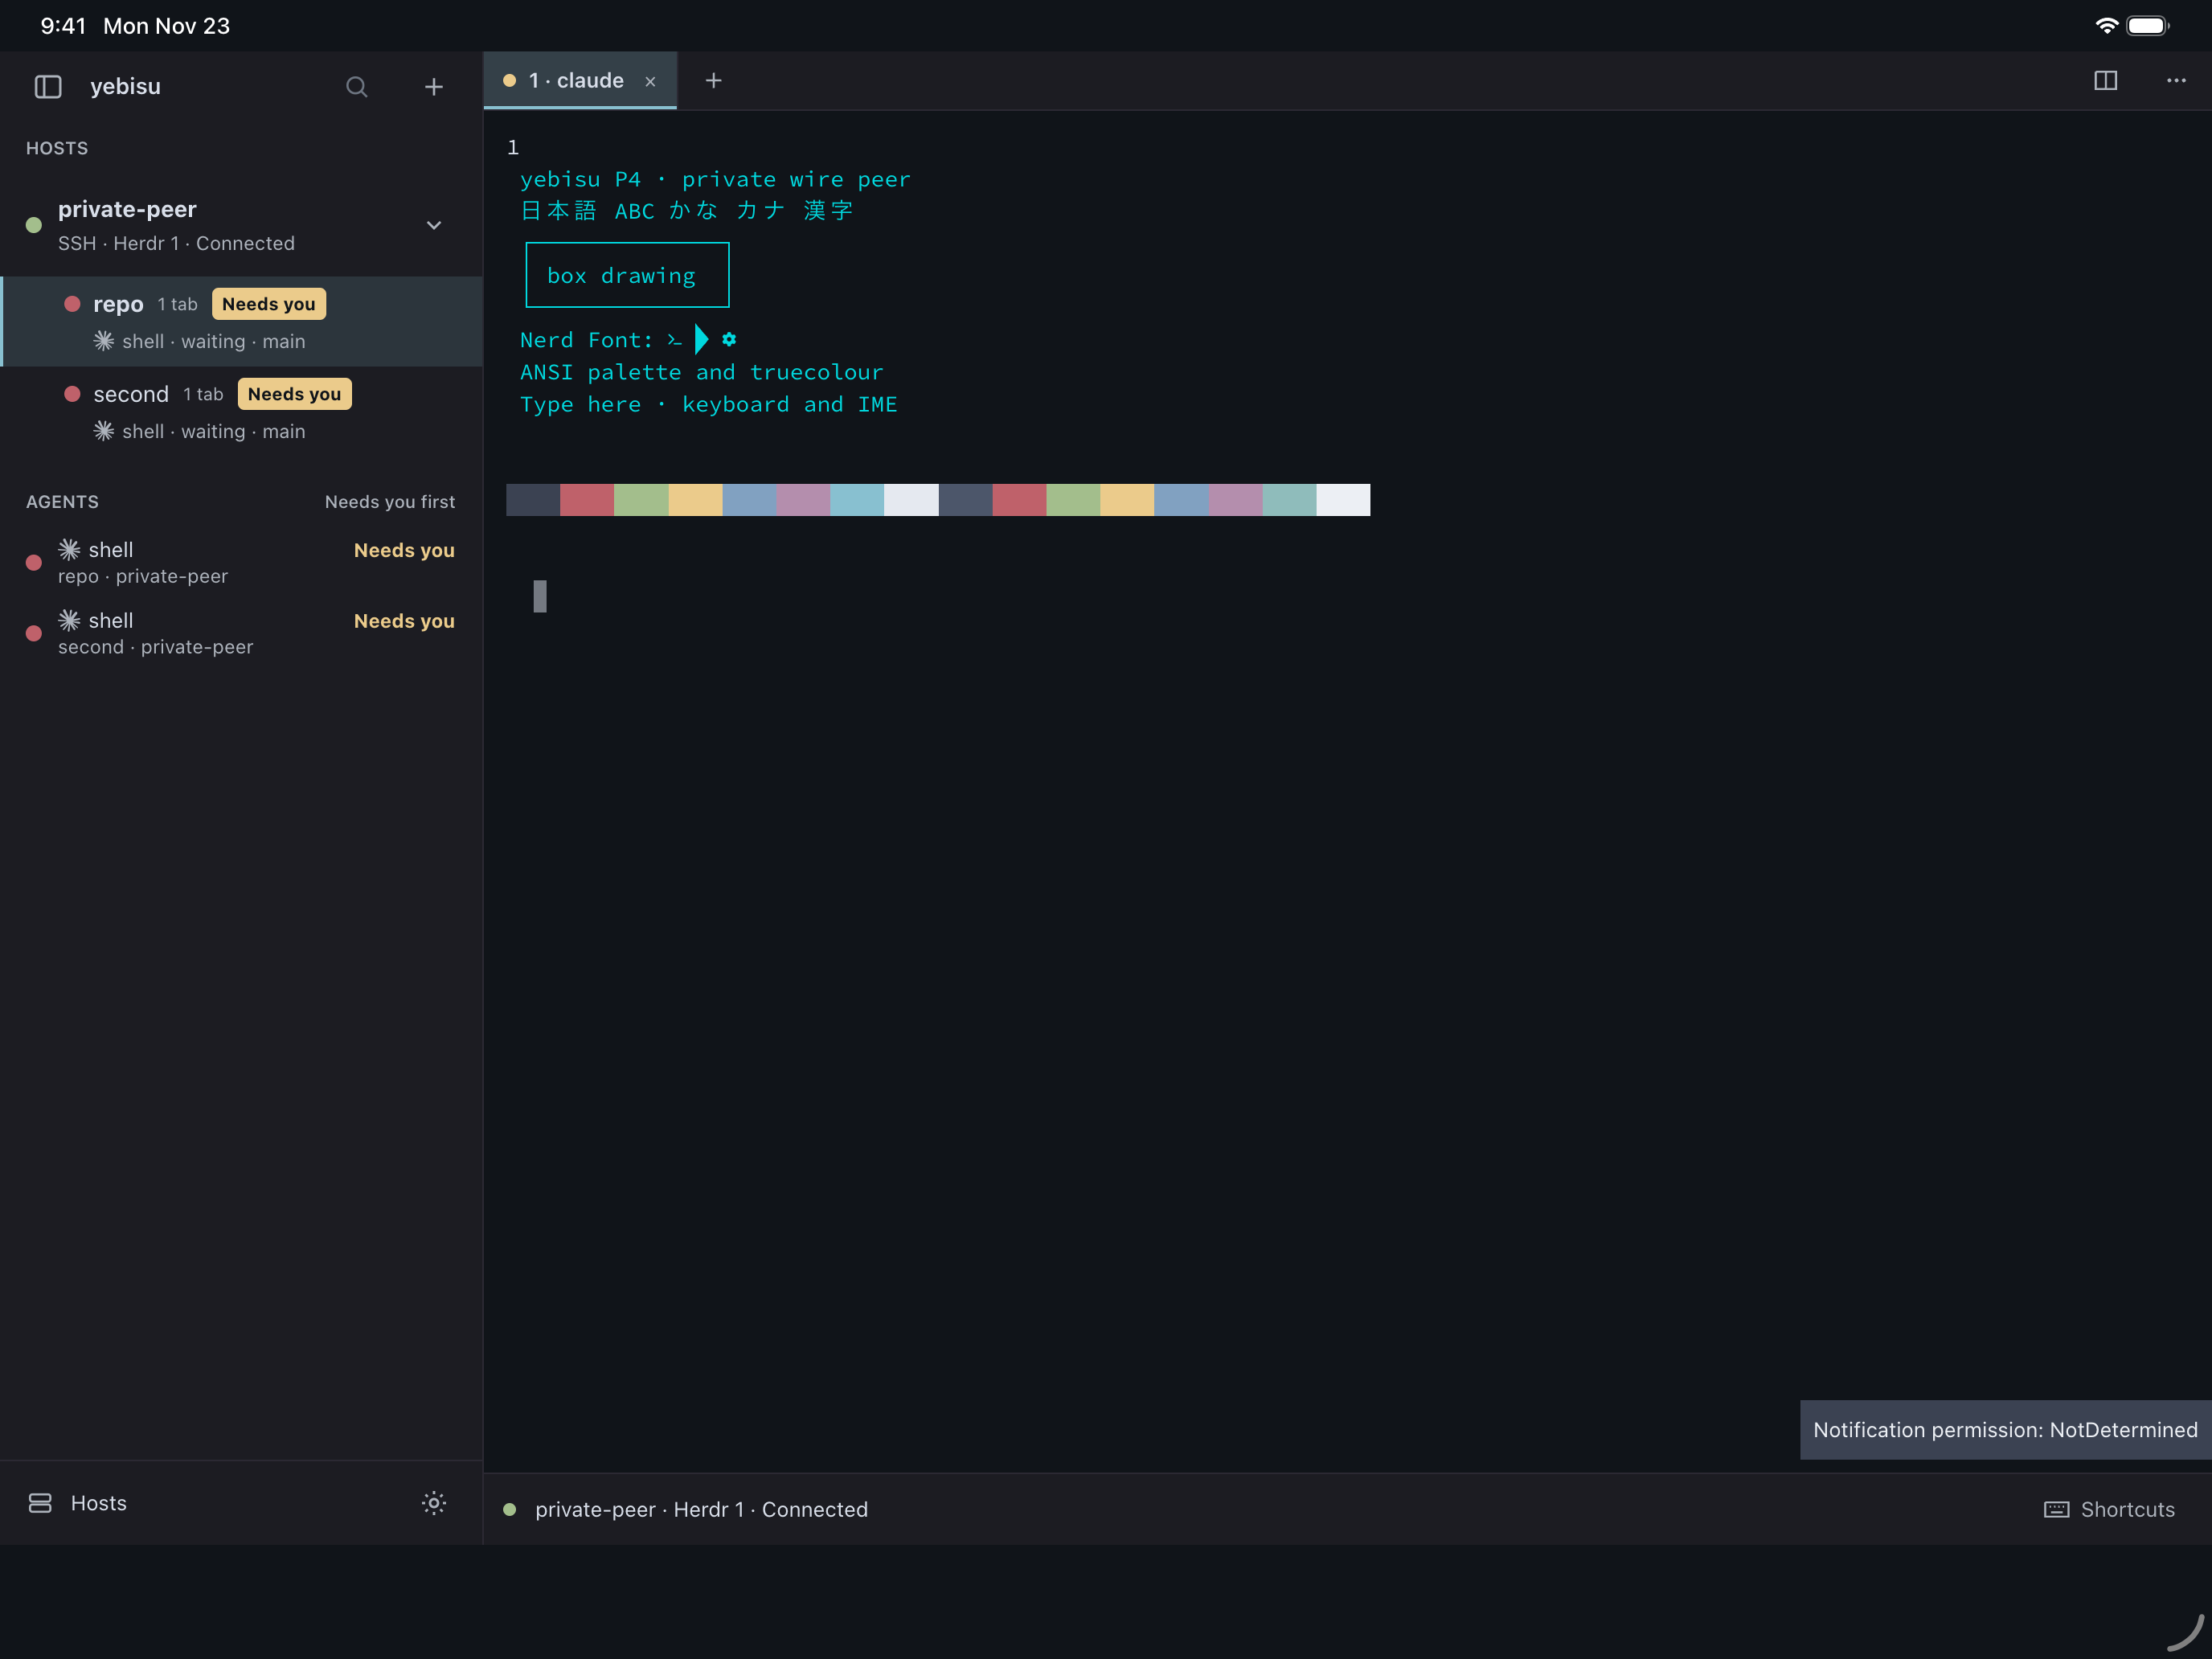 9:41 Mon Nov 23
yebisu
HOSTS
private-peer
SSH · Herdr 1 · Connected
repo 1 tab Needs you
shell · waiting · main
second 1 tab Needs you
shell · waiting · main
AGENTS Needs you first
shell Needs you
repo · private-peer
shell Needs you
second · private-peer
Hosts
1 · claude ×
1
yebisu P4 · private wire peer
日本語 ABC かな カナ 漢字
box drawing
Nerd Font:
ANSI palette and truecolour
Type here · keyboard and IME
Notification permission: NotDetermined
private-peer · Herdr 1 · Connected
Shortcuts